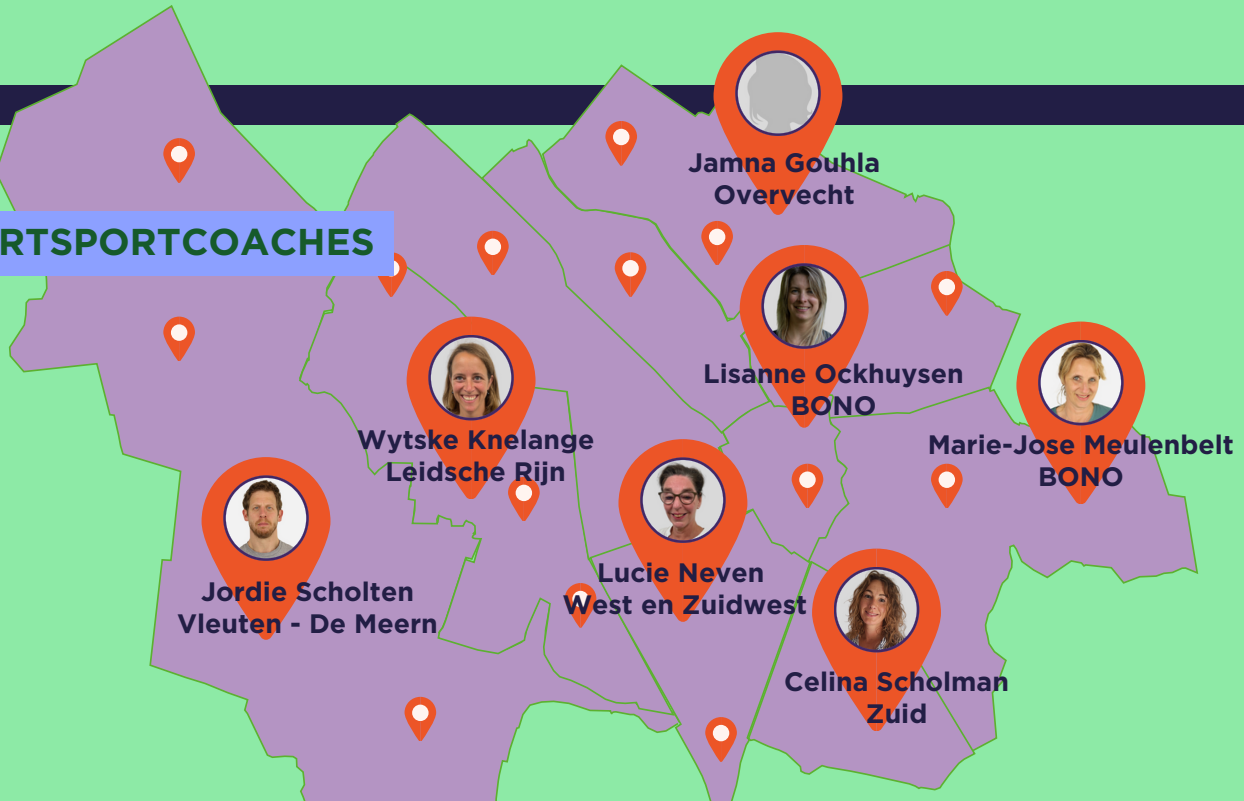 Jamna Gouhla
Overvecht
RTSPORTCOACHES
Lisanne Ockhuysen
BONO
Wytske Knelange
Leidsche Rijn
Marie-Jose Meulenbelt
BONO
Jordie Scholten
Vleuten - De Meern
Lucie Neven
West en Zuidwest
Celina Scholman
Zuid